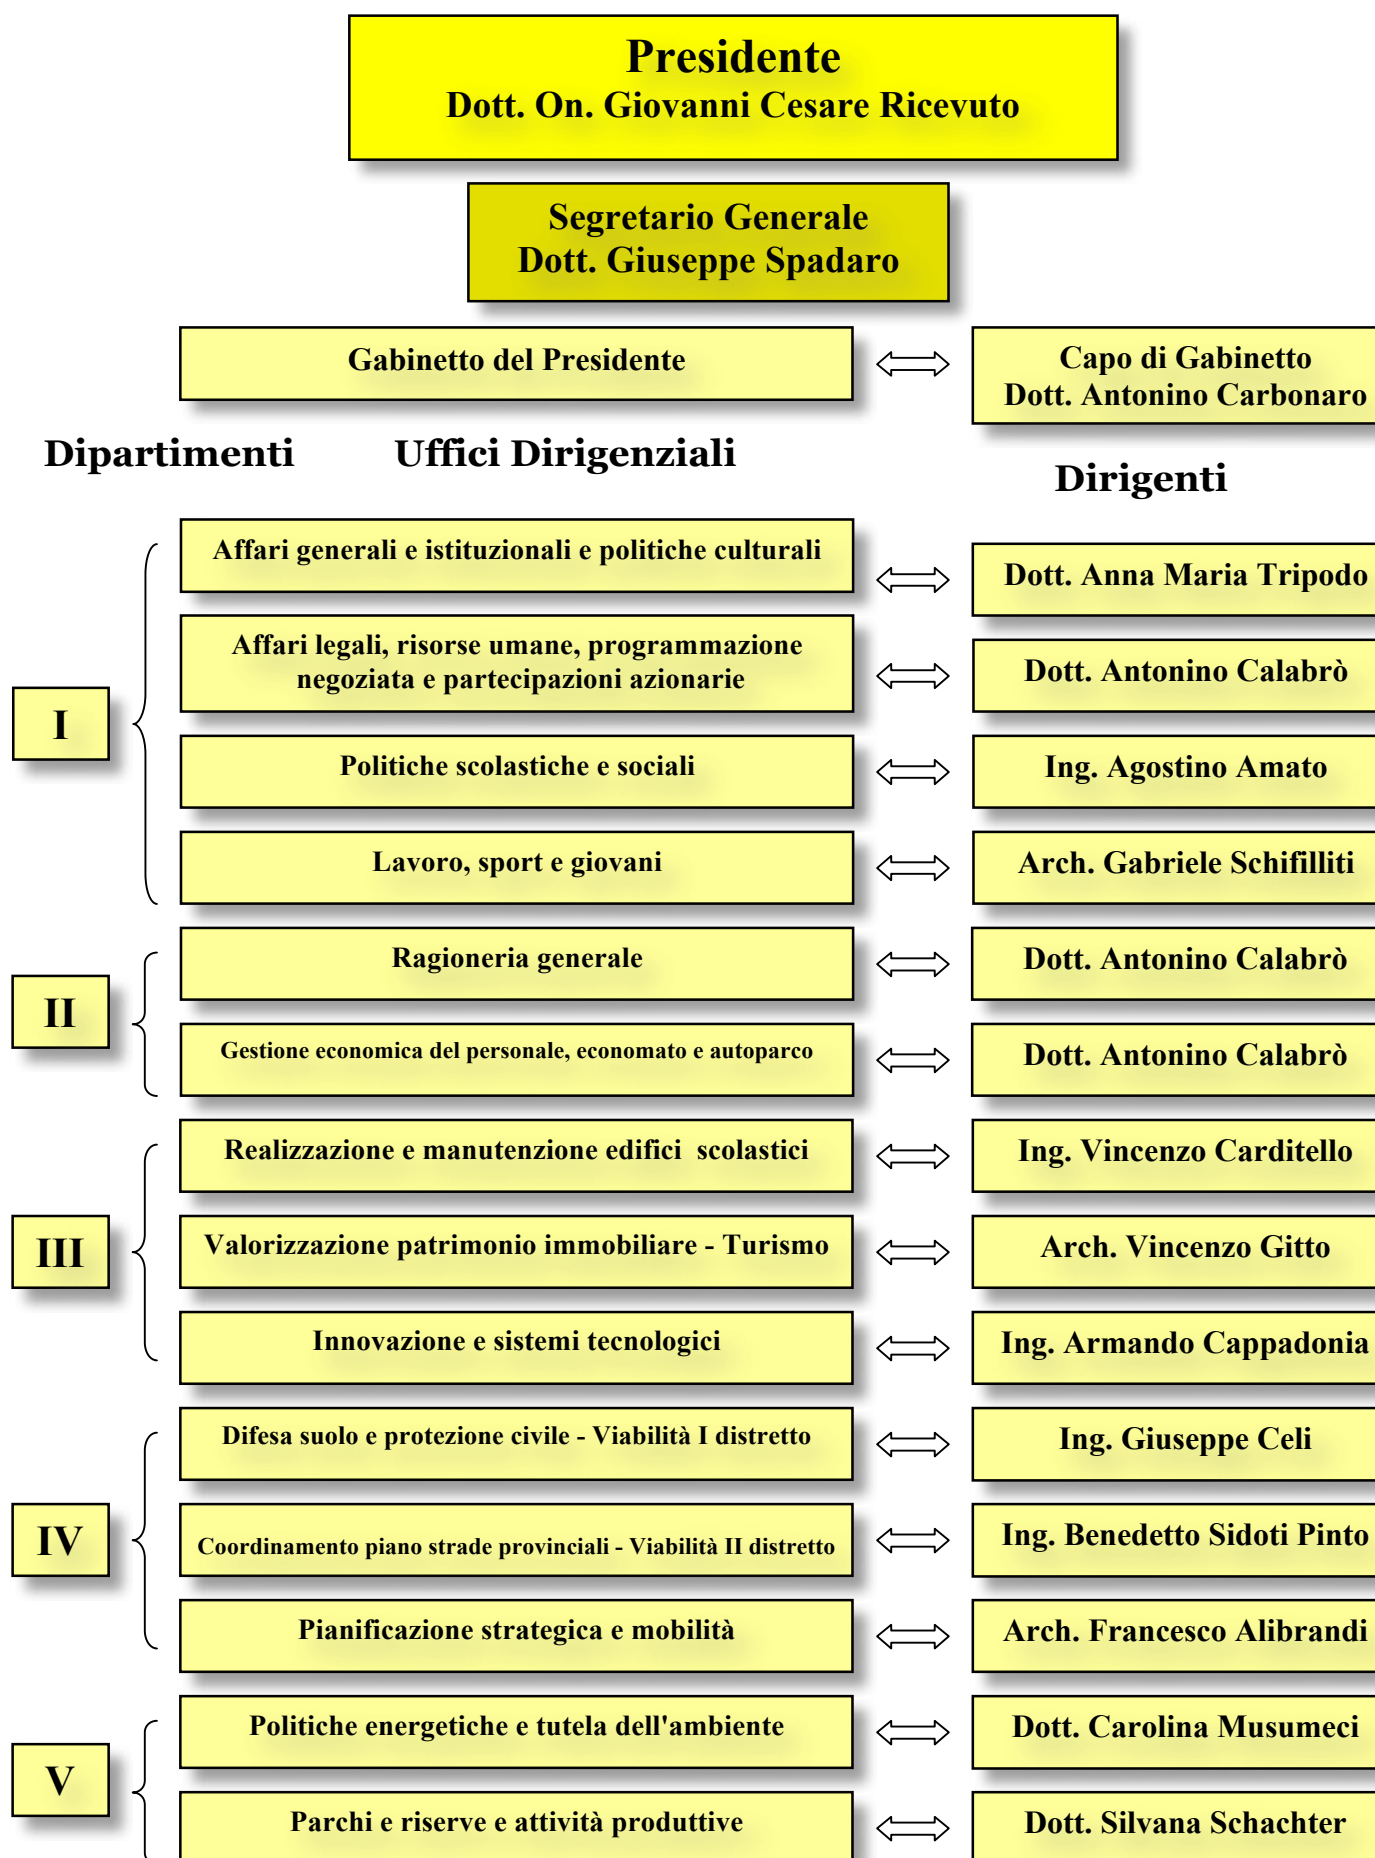 Presidente
Dott. On. Giovanni Cesare Ricevuto
Segretario Generale
Dott. Giuseppe Spadaro
Gabinetto del Presidente
Capo di Gabinetto
Dott. Antonino Carbonaro
Dipartimenti
Uffici Dirigenziali
Dirigenti
I
Affari generali e istituzionali e politiche culturali
Dott. Anna Maria Tripodo
Affari legali, risorse umane, programmazione
negoziata e partecipazioni azionarie
Dott. Antonino Calabrò
Politiche scolastiche e sociali
Ing. Agostino Amato
Lavoro, sport e giovani
Arch. Gabriele Schifilliti
II
Ragioneria generale
Dott. Antonino Calabrò
Gestione economica del personale, economato e autoparco
Dott. Antonino Calabrò
III
Realizzazione e manutenzione edifici scolastici
Ing. Vincenzo Carditello
Valorizzazione patrimonio immobiliare - Turismo
Arch. Vincenzo Gitto
Innovazione e sistemi tecnologici
Ing. Armando Cappadonia
IV
Difesa suolo e protezione civile - Viabilità I distretto
Ing. Giuseppe Celi
Coordinamento piano strade provinciali - Viabilità II distretto
Ing. Benedetto Sidoti Pinto
Pianificazione strategica e mobilità
Arch. Francesco Alibrandi
V
Politiche energetiche e tutela dell'ambiente
Dott. Carolina Musumeci
Parchi e riserve e attività produttive
Dott. Silvana Schachter